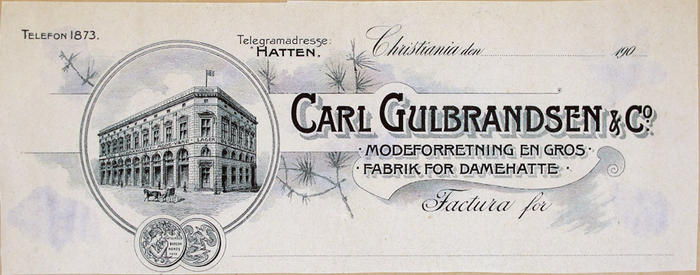 TELEFON 1873.
Telegramadresse:
"HATTEN."
Christiania den 190
CARL GULBRANDSEN & Cº.
· MODEFORRETNING EN GROS ·
· FABRIK FOR DAMEHATTE ·
Factura for